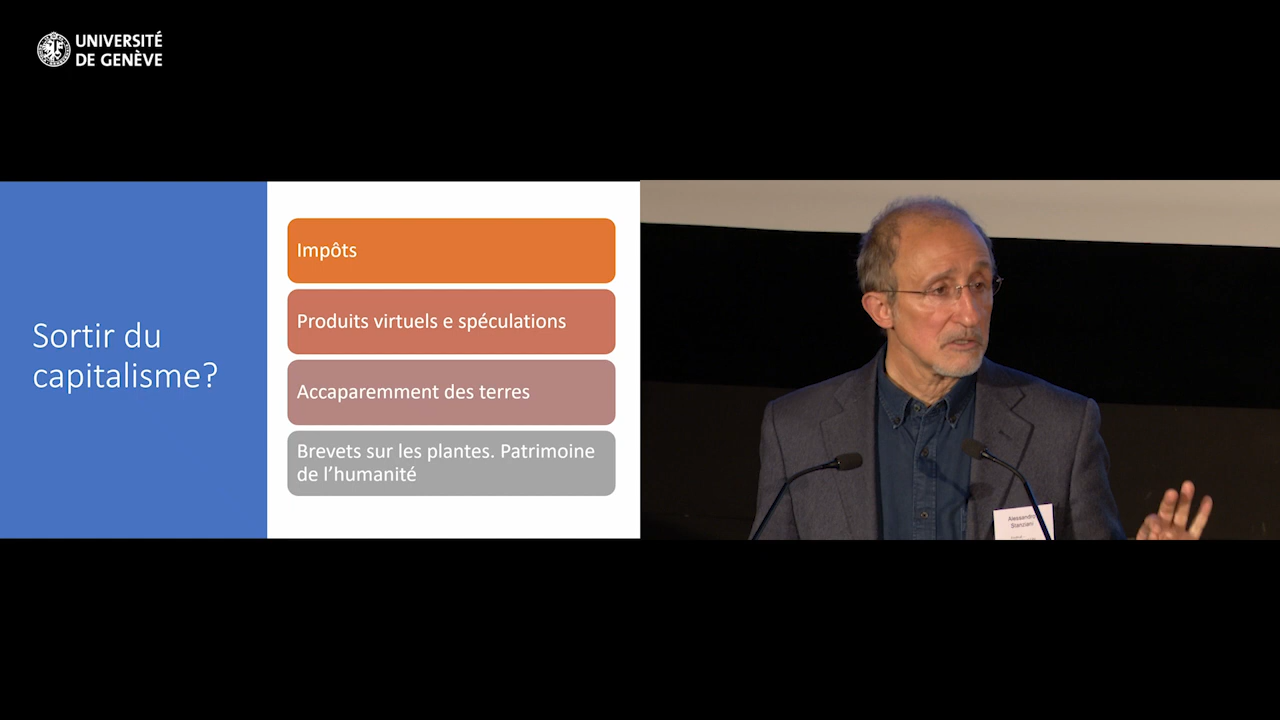 UNIVERSITÉ
DE GENÈVE
Sortir du
capitalisme?
Impôts
Produits virtuels e spéculations
Accaparemment des terres
Brevets sur les plantes. Patrimoine
de l’humanité
Alessandro
Stanziani